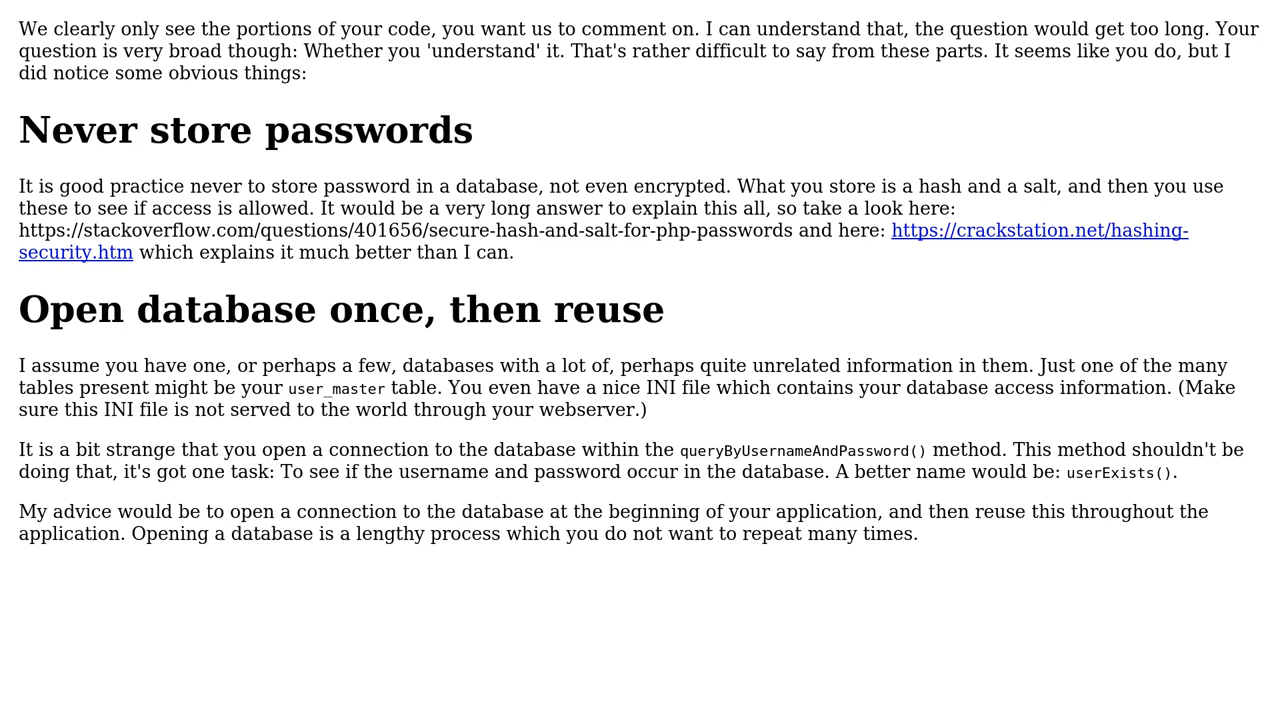 We clearly only see the portions of your code, you want us to comment on. I can understand that, the question would get too long. Your
question is very broad though: Whether you 'understand' it. That's rather difficult to say from these parts. It seems like you do, but I
did notice some obvious things:
Never store passwords
It is good practice never to store password in a database, not even encrypted. What you store is a hash and a salt, and then you use
these to see if access is allowed. It would be a very long answer to explain this all, so take a look here:
https://stackoverflow.com/questions/401656/secure-hash-and-salt-for-php-passwords and here: https://crackstation.net/hashing-
security.htm which explains it much better than I can.
Open database once, then reuse
I assume you have one, or perhaps a few, databases with a lot of, perhaps quite unrelated information in them. Just one of the many
tables present might be your user_master table. You even have a nice INI file which contains your database access information. (Make
sure this INI file is not served to the world through your webserver.)
It is a bit strange that you open a connection to the database within the queryByUsernameAndPassword() method. This method shouldn't be
doing that, it's got one task: To see if the username and password occur in the database. A better name would be: userExists().
My advice would be to open a connection to the database at the beginning of your application, and then reuse this throughout the
application. Opening a database is a lengthy process which you do not want to repeat many times.